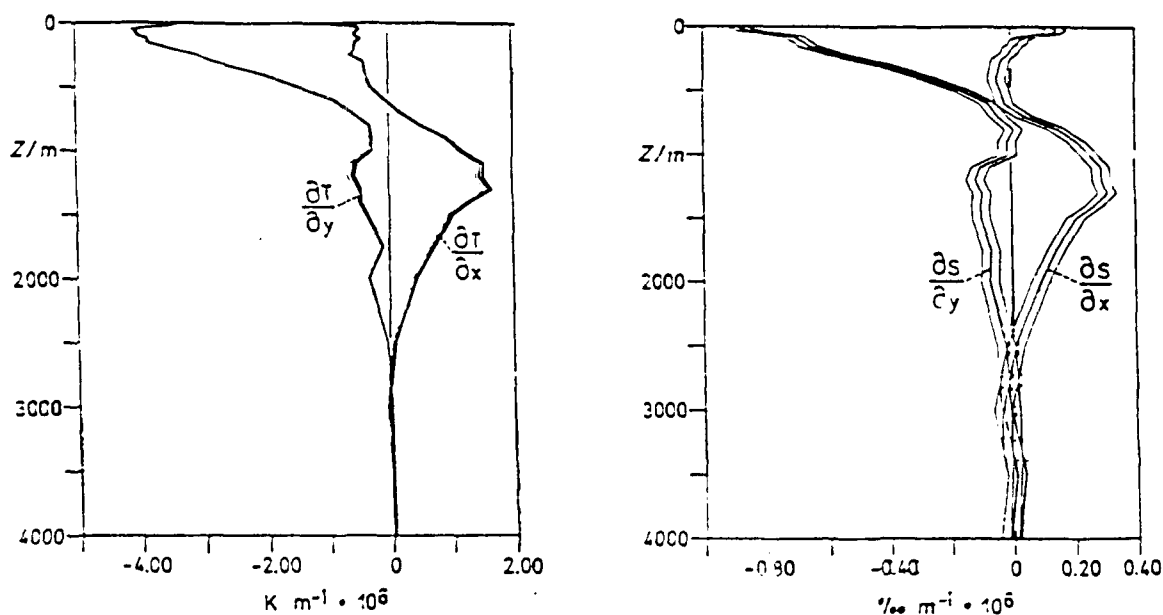 0
Z/m
2000
3000
4000
-4.00
-2.00
0
2.00
K m⁻¹ • 10⁶
∂T
∂y
∂T
∂x
0
Z/m
2000
3000
4000
-0.80
-0.40
0
0.20
0.40
‰ m⁻¹ • 10⁶
∂s
∂y
∂s
∂x